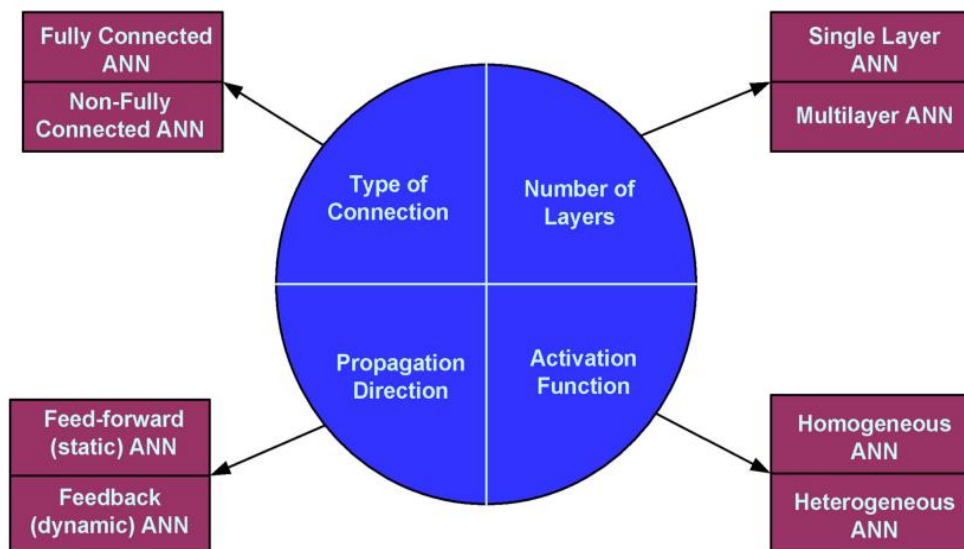 Fully Connected
ANN
Non-Fully
Connected ANN
Single Layer
ANN
Multilayer ANN
Type of
Connection
Number of
Layers
Propagation
Direction
Activation
Function
Feed-forward
(static) ANN
Feedback
(dynamic) ANN
Homogeneous
ANN
Heterogeneous
ANN